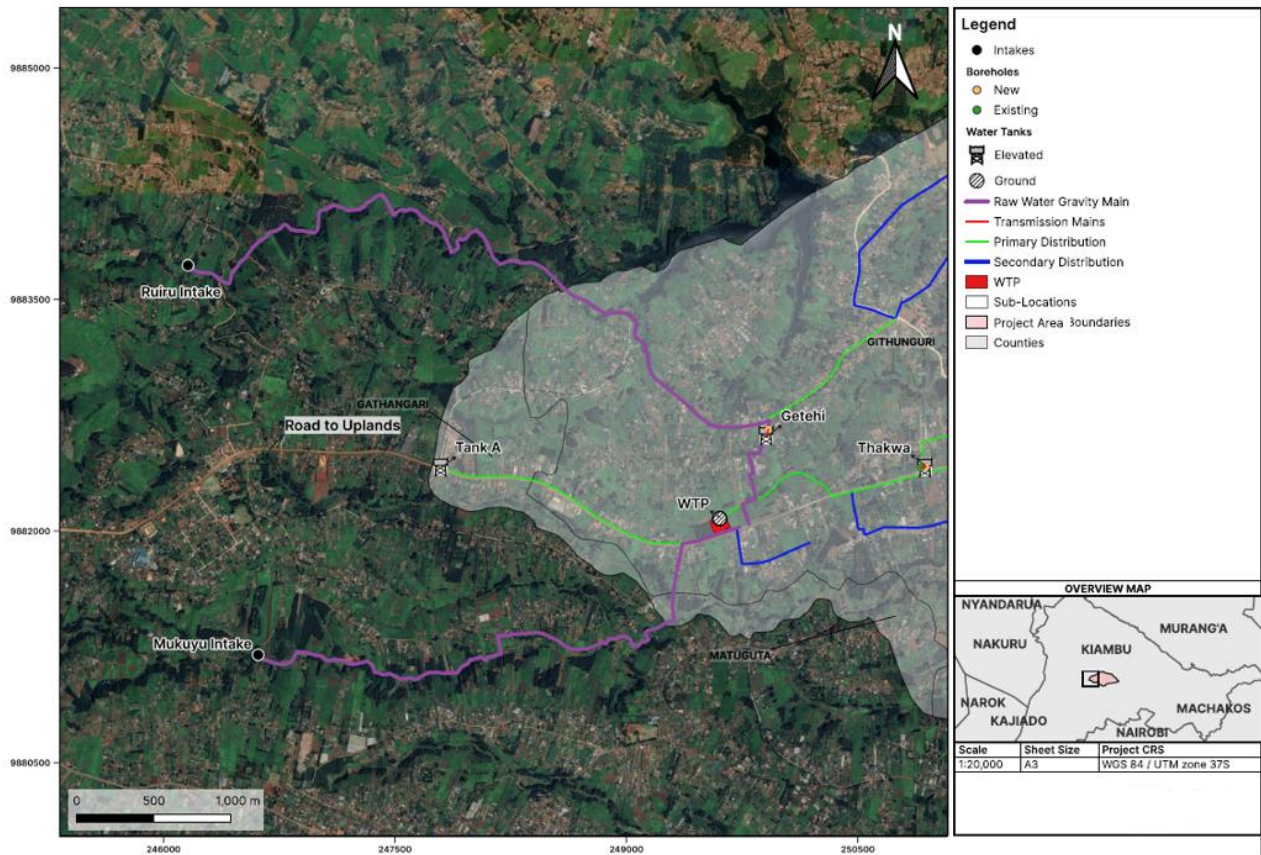 N
9885000
9883500
9882000
9880500
246000
247500
249000
250500
Ruiru Intake
GITHUNGURI
GATHANGARI
Road to Uplands
Getehi
Tank A
Thakwa
WTP
Mukuyu Intake
MATUGUTA
0 500 1,000 m
Legend
Intakes
Boreholes
New
Existing
Water Tanks
Elevated
Ground
Raw Water Gravity Main
Transmission Mains
Primary Distribution
Secondary Distribution
WTP
Sub-Locations
Project Area Boundaries
Counties
OVERVIEW MAP
NYANDARUA
MURANG'A
NAKURU
KIAMBU
NAROK
MACHAKOS
KAJIADO
NAIROBI
Scale Sheet Size Project CRS
1:20,000 A3 WGS 84 / UTM zone 37S